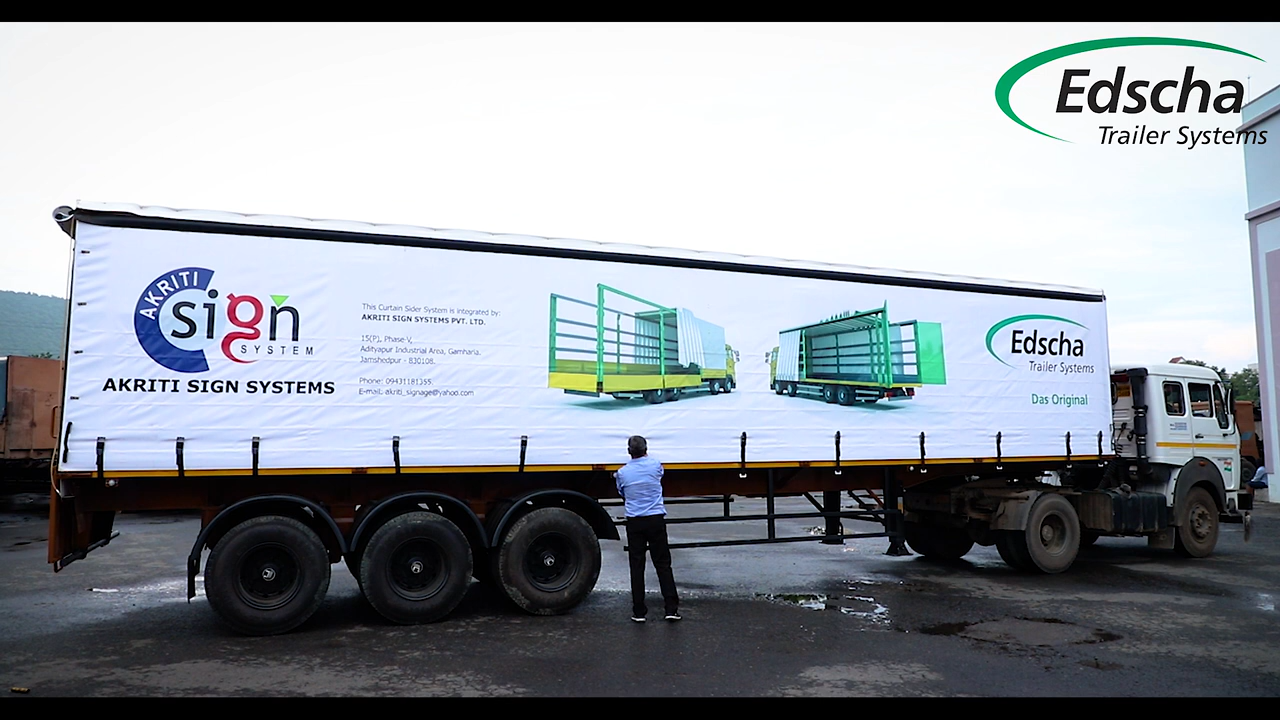 Edscha
Trailer Systems
AKRITI
sign
SYSTEM
AKRITI SIGN SYSTEMS
This Curtain Sider System is integrated by:
AKRITI SIGN SYSTEMS PVT. LTD.
15(P), Phase-V,
Adityapur Industrial Area, Gamharia.
Jamshedpur - 830108.
Phone: 09431181355.
E-mail. akriti_signage@yahoo.com
Edscha
Trailer Systems
Das Original